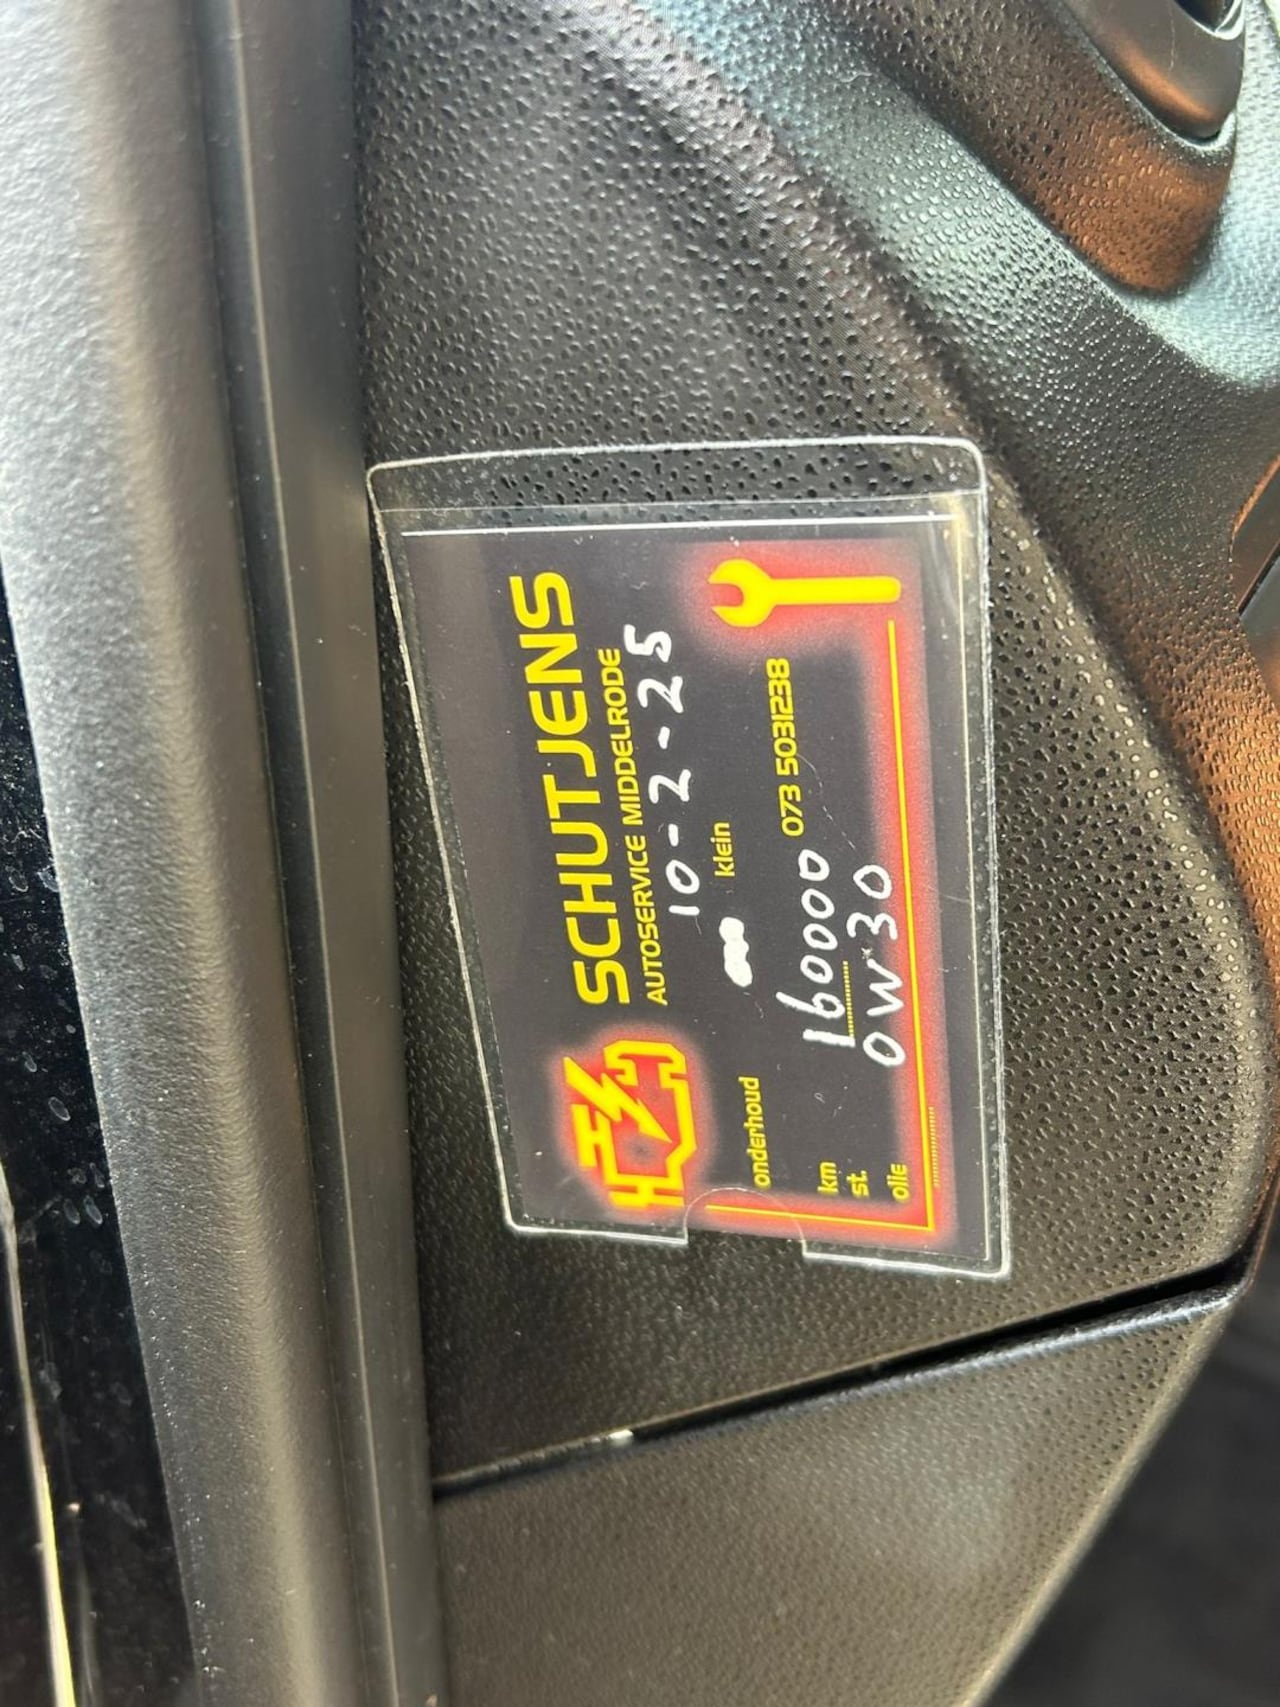 SCHUTJENS
AUTOSERVICE MIDDELRODE
10-2-25
onderhoud klein
073 5031238
km 160000
st.
olie 0W30